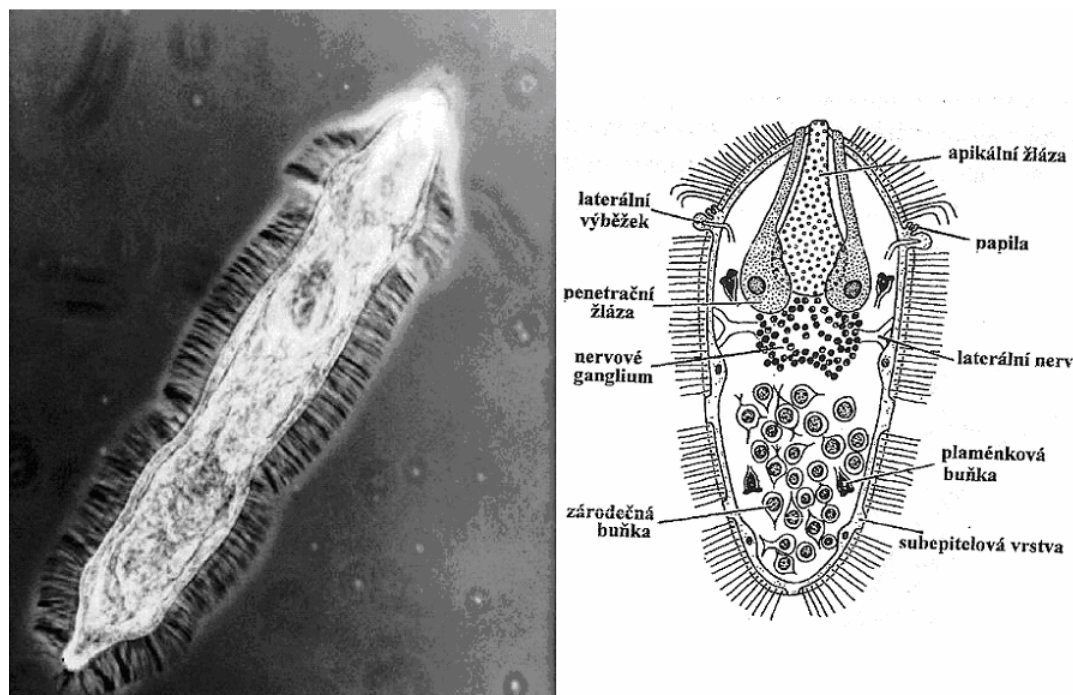 apikální žláza
laterální
výběžek
papila
penetrační
žláza
nervové
ganglium
laterální nerv
plaménková
buňka
zárodečná
buňka
subepitelová vrstva